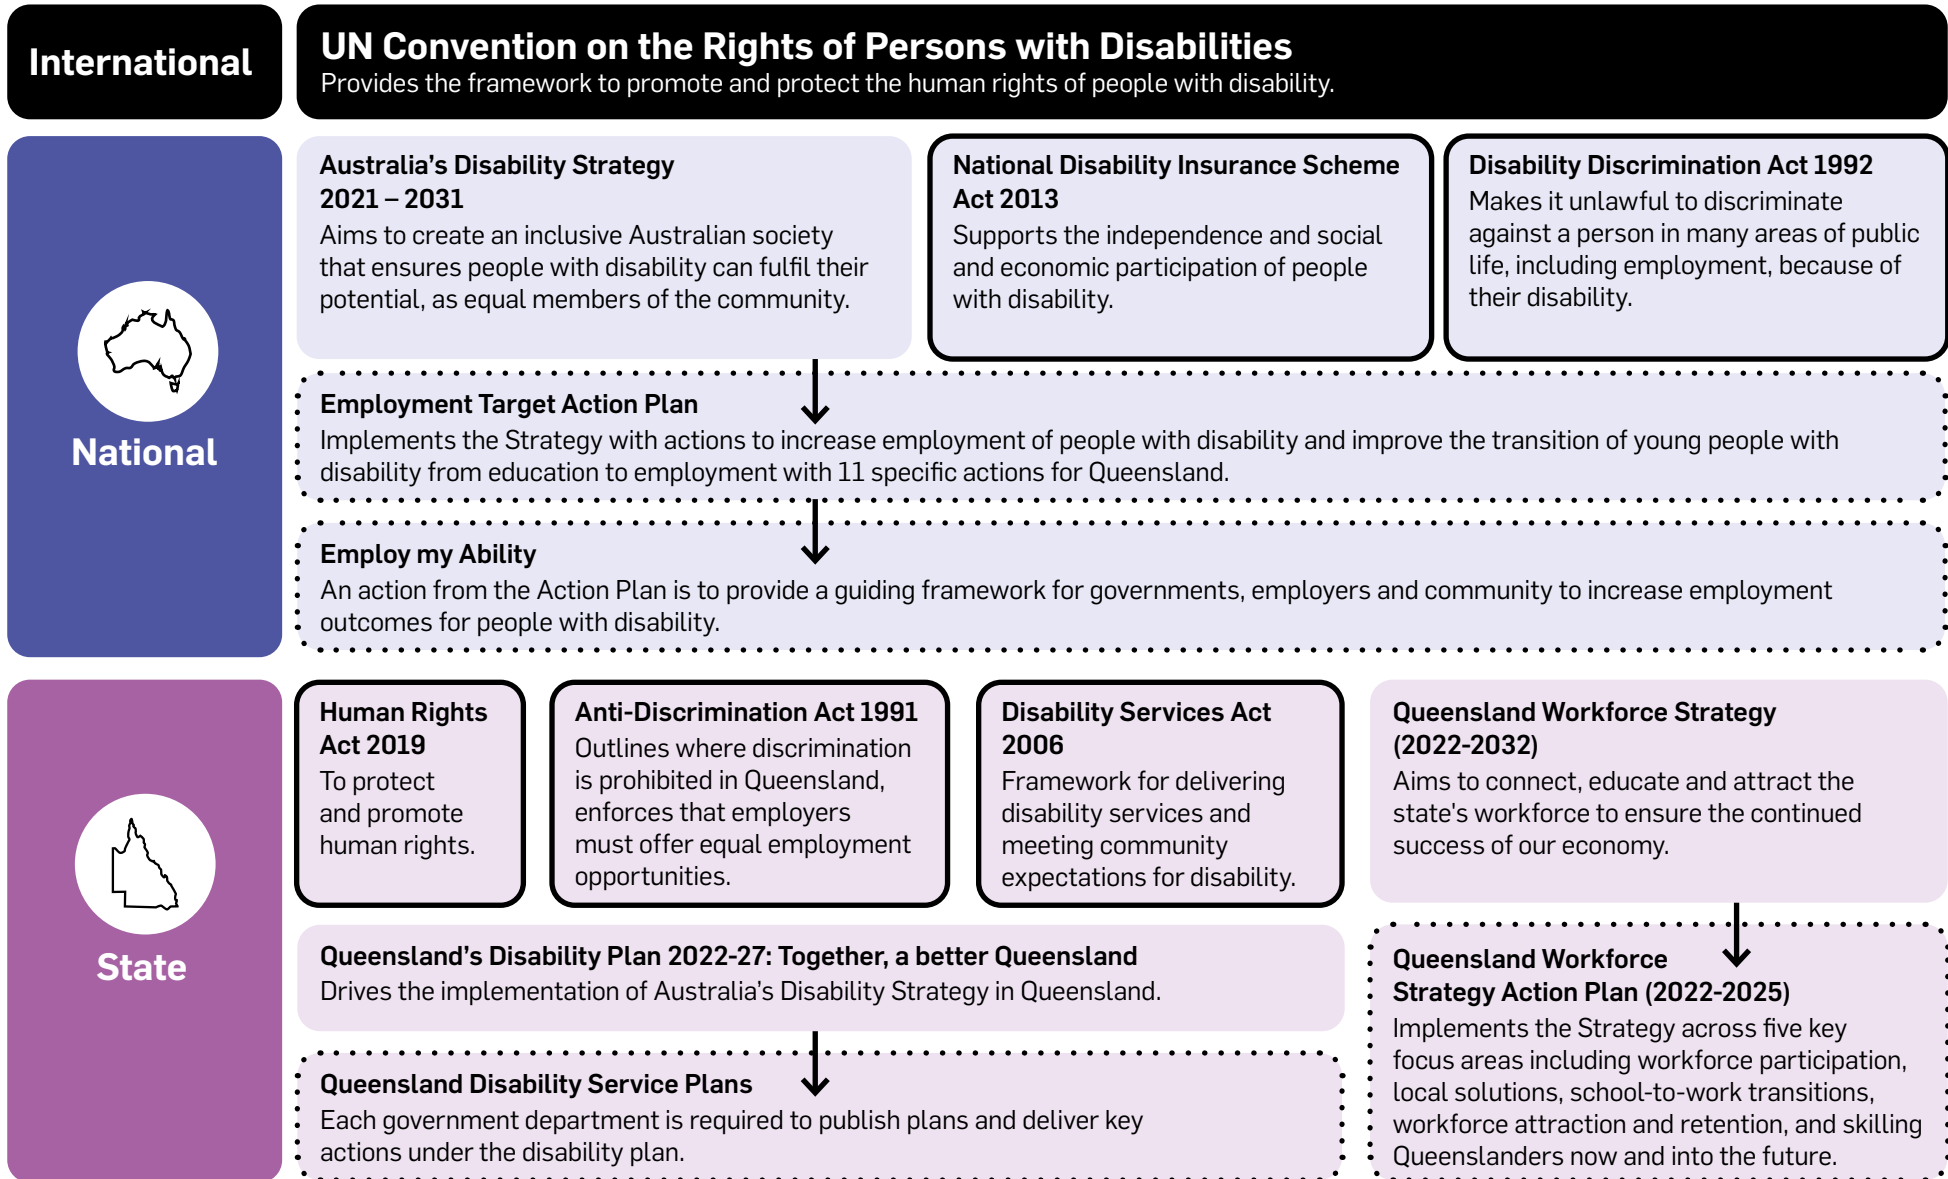 International
UN Convention on the Rights of Persons with Disabilities
Provides the framework to promote and protect the human rights of people with disability.
National
Australia’s Disability Strategy
2021 – 2031
Aims to create an inclusive Australian society
that ensures people with disability can fulfil their
potential, as equal members of the community.
National Disability Insurance Scheme
Act 2013
Supports the independence and social
and economic participation of people
with disability.
Disability Discrimination Act 1992
Makes it unlawful to discriminate
against a person in many areas of public
life, including employment, because of
their disability.
Employment Target Action Plan
Implements the Strategy with actions to increase employment of people with disability and improve the transition of young people with
disability from education to employment with 11 specific actions for Queensland.
Employ my Ability
An action from the Action Plan is to provide a guiding framework for governments, employers and community to increase employment
outcomes for people with disability.
State
Human Rights
Act 2019
To protect
and promote
human rights.
Anti-Discrimination Act 1991
Outlines where discrimination
is prohibited in Queensland,
enforces that employers
must offer equal employment
opportunities.
Disability Services Act
2006
Framework for delivering
disability services and
meeting community
expectations for disability.
Queensland Workforce Strategy
(2022-2032)
Aims to connect, educate and attract the
state's workforce to ensure the continued
success of our economy.
Queensland’s Disability Plan 2022-27: Together, a better Queensland
Drives the implementation of Australia’s Disability Strategy in Queensland.
Queensland Disability Service Plans
Each government department is required to publish plans and deliver key
actions under the disability plan.
Queensland Workforce
Strategy Action Plan (2022-2025)
Implements the Strategy across five key
focus areas including workforce participation,
local solutions, school-to-work transitions,
workforce attraction and retention, and skilling
Queenslanders now and into the future.